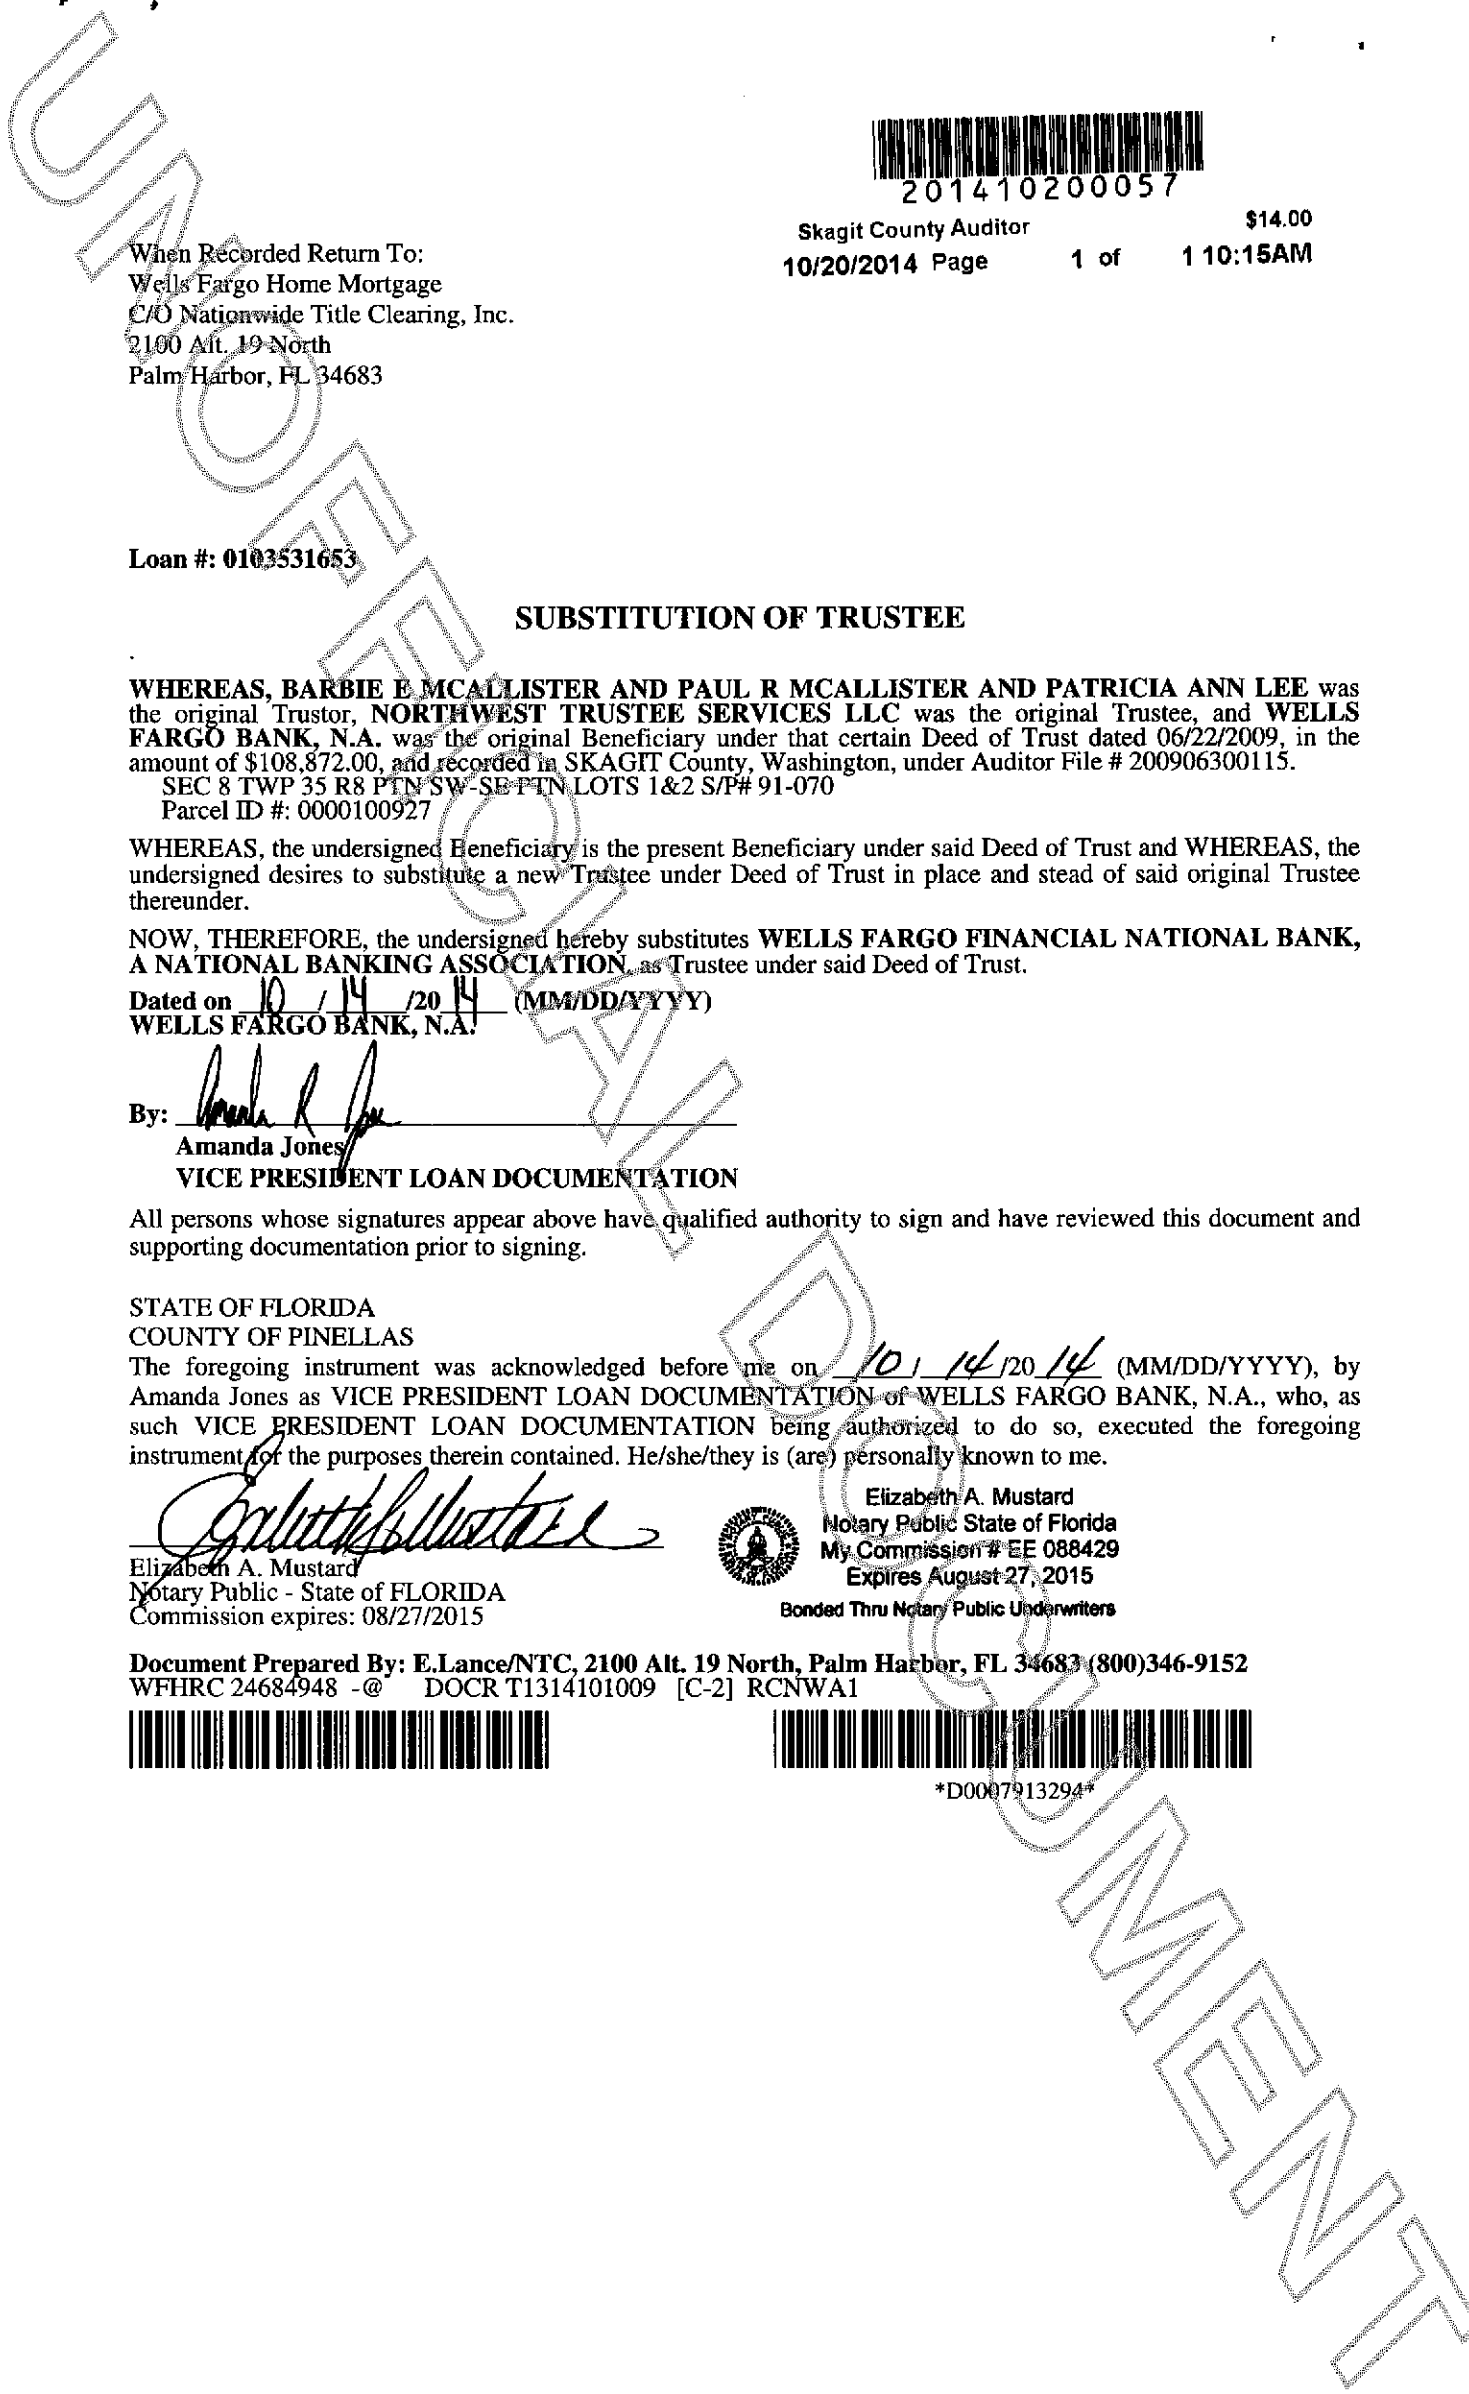 201410200057
Skagit County Auditor $14.00
10/20/2014 Page 1 of 1 10:15AM
When Recorded Return To:
Wells Fargo Home Mortgage
C/O Nationwide Title Clearing, Inc.
2100 Alt. 19 North
Palm Harbor, FL 34683
Loan #: 0103531653
SUBSTITUTION OF TRUSTEE
WHEREAS, BARBIE E MCALLISTER AND PAUL R MCALLISTER AND PATRICIA ANN LEE was
the original Trustor, NORTHWEST TRUSTEE SERVICES LLC was the original Trustee, and WELLS
FARGO BANK, N.A. was the original Beneficiary under that certain Deed of Trust dated 06/22/2009, in the
amount of $108,872.00, and recorded in SKAGIT County, Washington, under Auditor File # 200906300115.
SEC 8 TWP 35 R8 PTN SW-SE PTN LOTS 1&2 S/P# 91-070
Parcel ID #: 0000100927
WHEREAS, the undersigned Beneficiary is the present Beneficiary under said Deed of Trust and WHEREAS, the
undersigned desires to substitute a new Trustee under Deed of Trust in place and stead of said original Trustee
thereunder.
NOW, THEREFORE, the undersigned hereby substitutes WELLS FARGO FINANCIAL NATIONAL BANK,
A NATIONAL BANKING ASSOCIATION, as Trustee under said Deed of Trust.
Dated on 10 / 14 /20 14 (MM/DD/YYYY)
WELLS FARGO BANK, N.A.
By: Amanda R Jones
Amanda Jones
VICE PRESIDENT LOAN DOCUMENTATION
All persons whose signatures appear above have qualified authority to sign and have reviewed this document and
supporting documentation prior to signing.
STATE OF FLORIDA
COUNTY OF PINELLAS
The foregoing instrument was acknowledged before me on 10 / 14 /20 14 (MM/DD/YYYY), by
Amanda Jones as VICE PRESIDENT LOAN DOCUMENTATION of WELLS FARGO BANK, N.A., who, as
such VICE PRESIDENT LOAN DOCUMENTATION being authorized to do so, executed the foregoing
instrument for the purposes therein contained. He/she/they is (are) personally known to me.
Elizabeth A. Mustard
Elizabeth A. Mustard
Notary Public - State of FLORIDA
Commission expires: 08/27/2015
Elizabeth A. Mustard
Notary Public State of Florida
My Commission # EE 088429
Expires August 27, 2015
Bonded Thru Notary Public Underwriters
Document Prepared By: E.Lance/NTC, 2100 Alt. 19 North, Palm Harbor, FL 34683 (800)346-9152
WFHRC 24684948 -@ DOCR T1314101009 [C-2] RCNWA1
*D0007913294*
UNOFFICIAL DOCUMENT